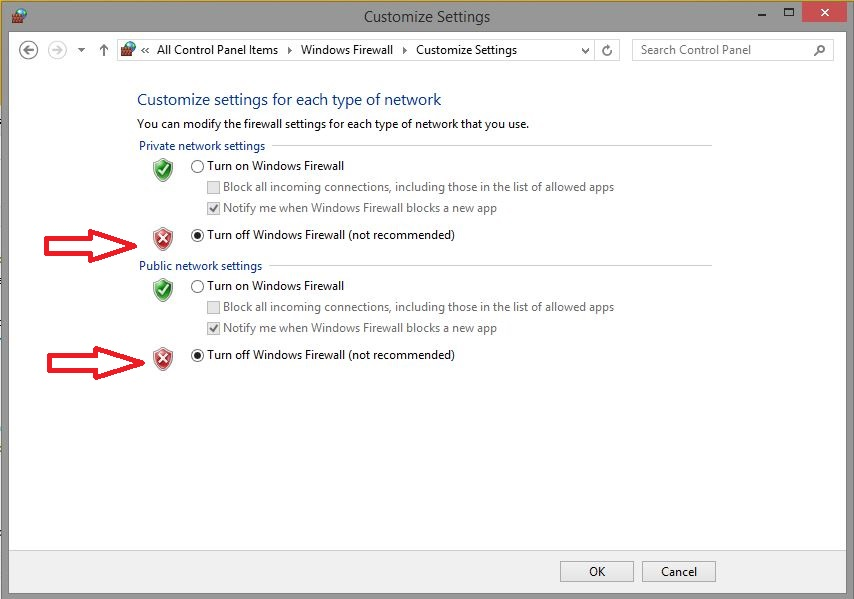 Customize Settings
« All Control Panel Items Windows Firewall Customize Settings Search Control Panel
Customize settings for each type of network
You can modify the firewall settings for each type of network that you use.
Private network settings
Turn on Windows Firewall
Block all incoming connections, including those in the list of allowed apps
Notify me when Windows Firewall blocks a new app
Turn off Windows Firewall (not recommended)
Public network settings
Turn on Windows Firewall
Block all incoming connections, including those in the list of allowed apps
Notify me when Windows Firewall blocks a new app
Turn off Windows Firewall (not recommended)
OK Cancel